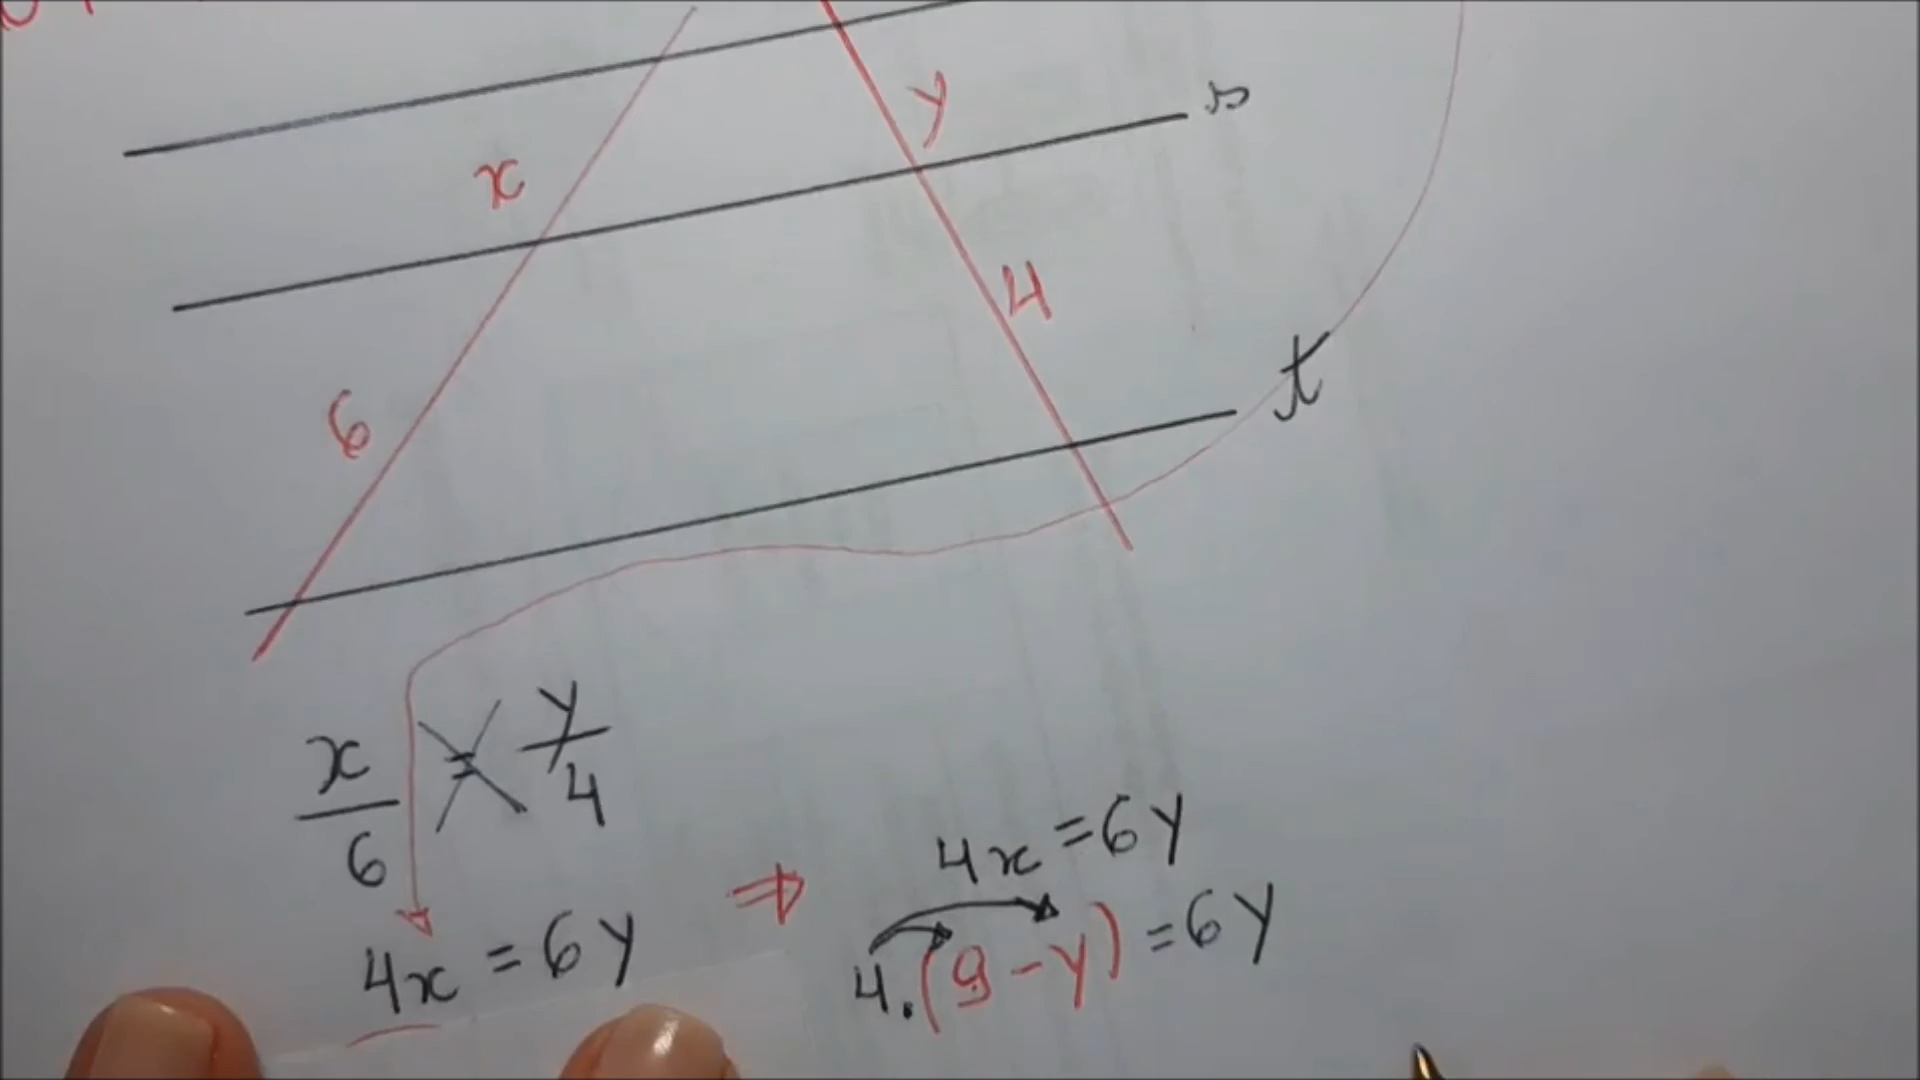 y
s
x
4
t
6
x/6 = y/4
4x = 6y
⇒
4x = 6y
4.(9-y) = 6y